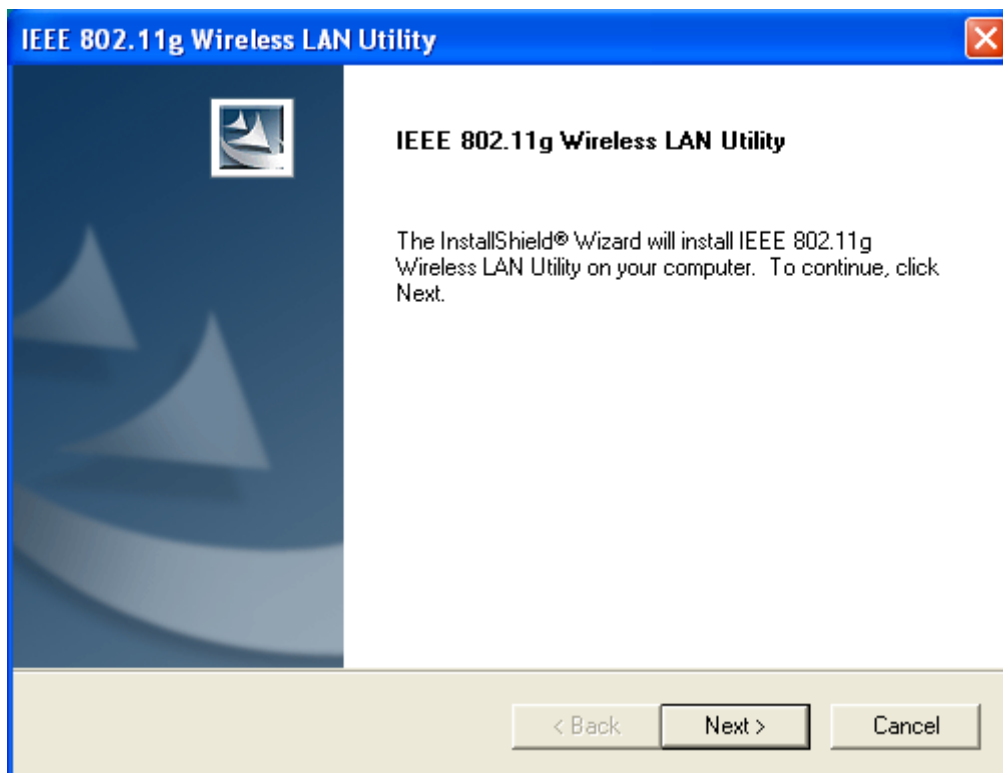 IEEE 802.11g Wireless LAN Utility
IEEE 802.11g Wireless LAN Utility
The InstallShield® Wizard will install IEEE 802.11g
Wireless LAN Utility on your computer.  To continue, click
Next.
< Back
Next >
Cancel